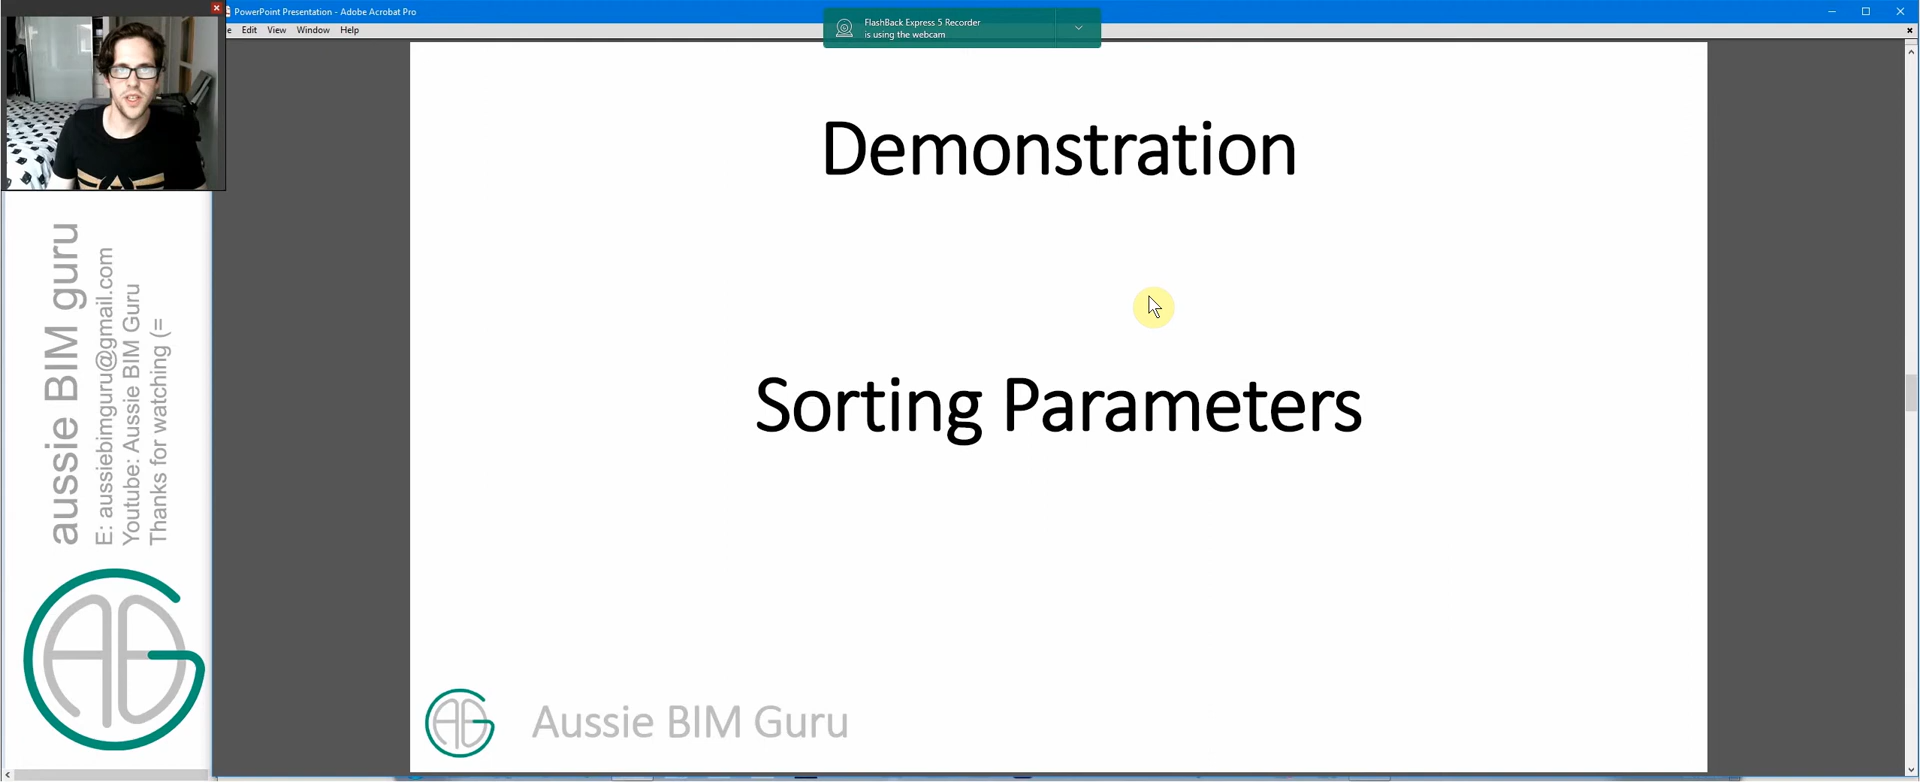 PowerPoint Presentation - Adobe Acrobat Pro
Edit View Window Help
FlashBack Express 5 Recorder
is using the webcam
Demonstration
Sorting Parameters
Aussie BIM Guru
aussie BIM guru
E: aussiebimguru@gmail.com
Youtube: Aussie BIM Guru
Thanks for watching (=